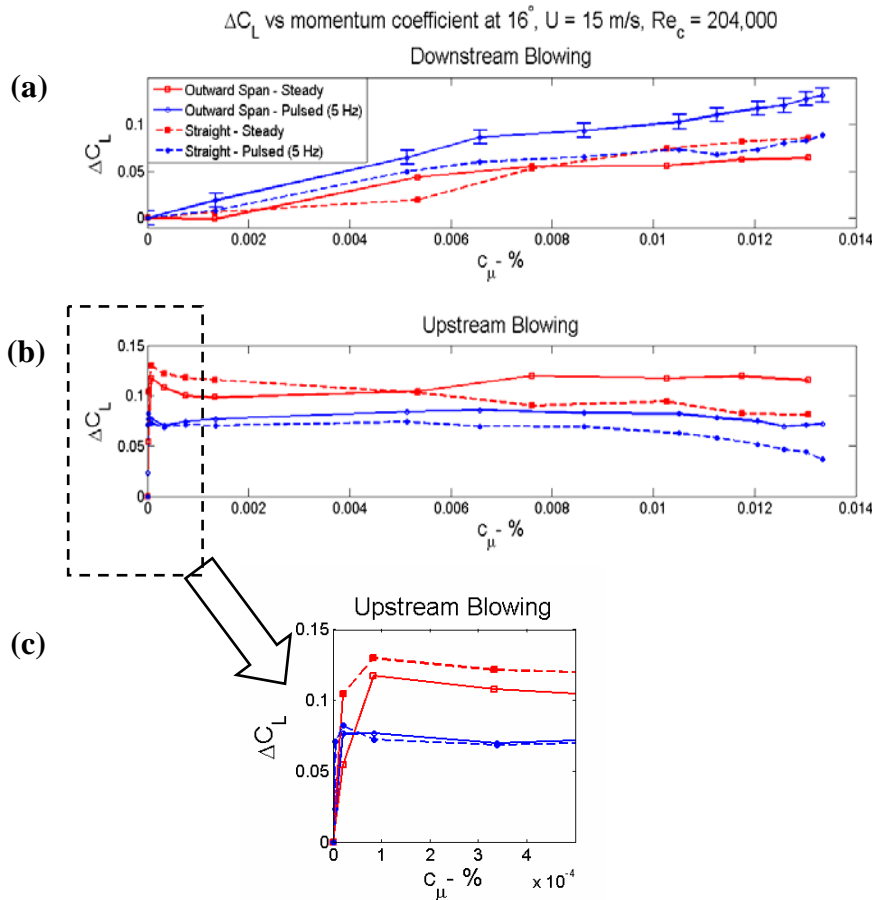 ΔC_L vs momentum coefficient at 16°, U = 15 m/s, Re_c = 204,000
Downstream Blowing
(a)
Outward Span - Steady
Outward Span - Pulsed (5 Hz)
Straight - Steady
Straight - Pulsed (5 Hz)
0.1
0.05
0
ΔC_L
0 0.002 0.004 0.006 0.008 0.01 0.012 0.014
c_μ- %
(b)
Upstream Blowing
0.15
0.1
0.05
0
ΔC_L
0 0.002 0.004 0.006 0.008 0.01 0.012 0.014
c_μ- %
(c)
Upstream Blowing
0.15
0.1
0.05
0
ΔC_L
0 1 2 3 4
c_μ- %
x 10^-4